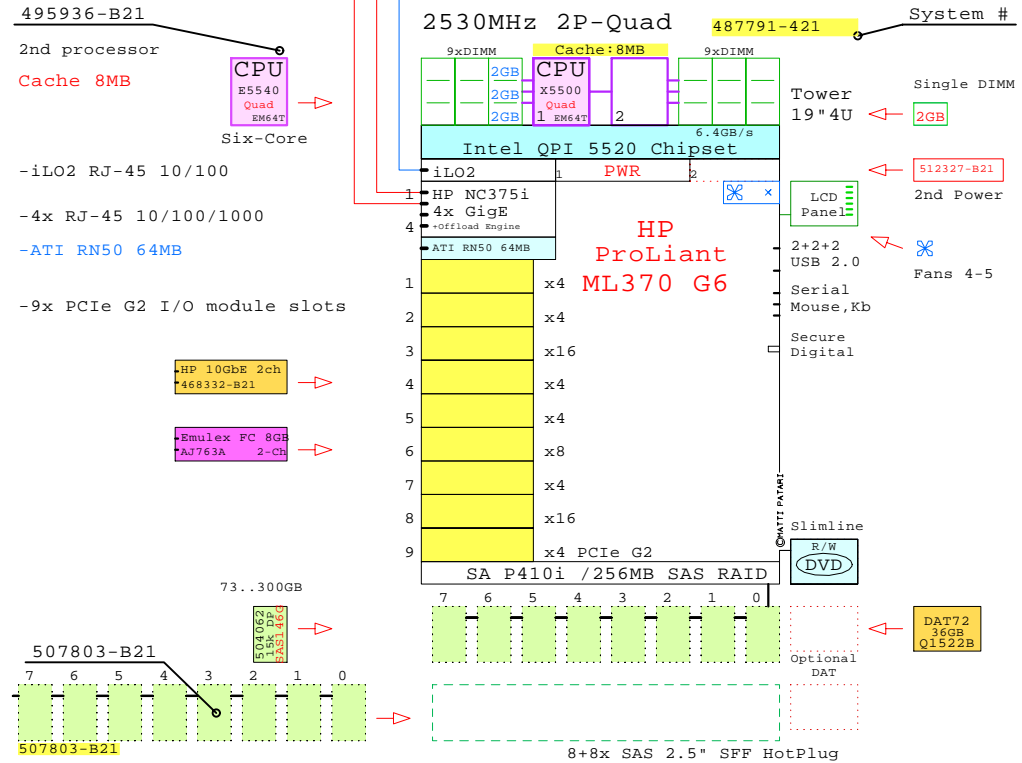 495936-B21
2530MHz 2P-Quad
487791-421
System #
2nd processor
Cache 8MB
9xDIMM
Cache:8MB
9xDIMM
CPU
E5540
Quad
EM64T
Six-Core
2GB
2GB
2GB
CPU
X5500
Quad
1 EM64T
2
6.4GB/s
Intel QPI 5520 Chipset
Tower
19"4U
Single DIMM
2GB
512327-B21
2nd Power
-iLO2 RJ-45 10/100
-4x RJ-45 10/100/1000
-ATI RN50 64MB
-9x PCIe G2 I/O module slots
iLO2
1 PWR 2
1 HP NC375i
4x GigE
4 +Offload Engine
ATI RN50 64MB
×
LCD
Panel
HP
ProLiant
ML370 G6
2+2+2
USB 2.0
Fans 4-5
Serial
Mouse,Kb
Secure
Digital
1 x4
2 x4
3 x16
4 x4
5 x4
6 x8
7 x4
8 x16
9 x4 PCIe G2
HP 10GbE 2ch
468332-B21
Emulex FC 8GB
AJ763A 2-Ch
©MATTI PATARI
Slimline
R/W
DVD
SA P410i /256MB SAS RAID
73..300GB
504062
15k DP
SAS146G
7 6 5 4 3 2 1 0
DAT72
36GB
Q1522B
Optional
DAT
507803-B21
7 6 5 4 3 2 1 0
507803-B21
8+8x SAS 2.5" SFF HotPlug